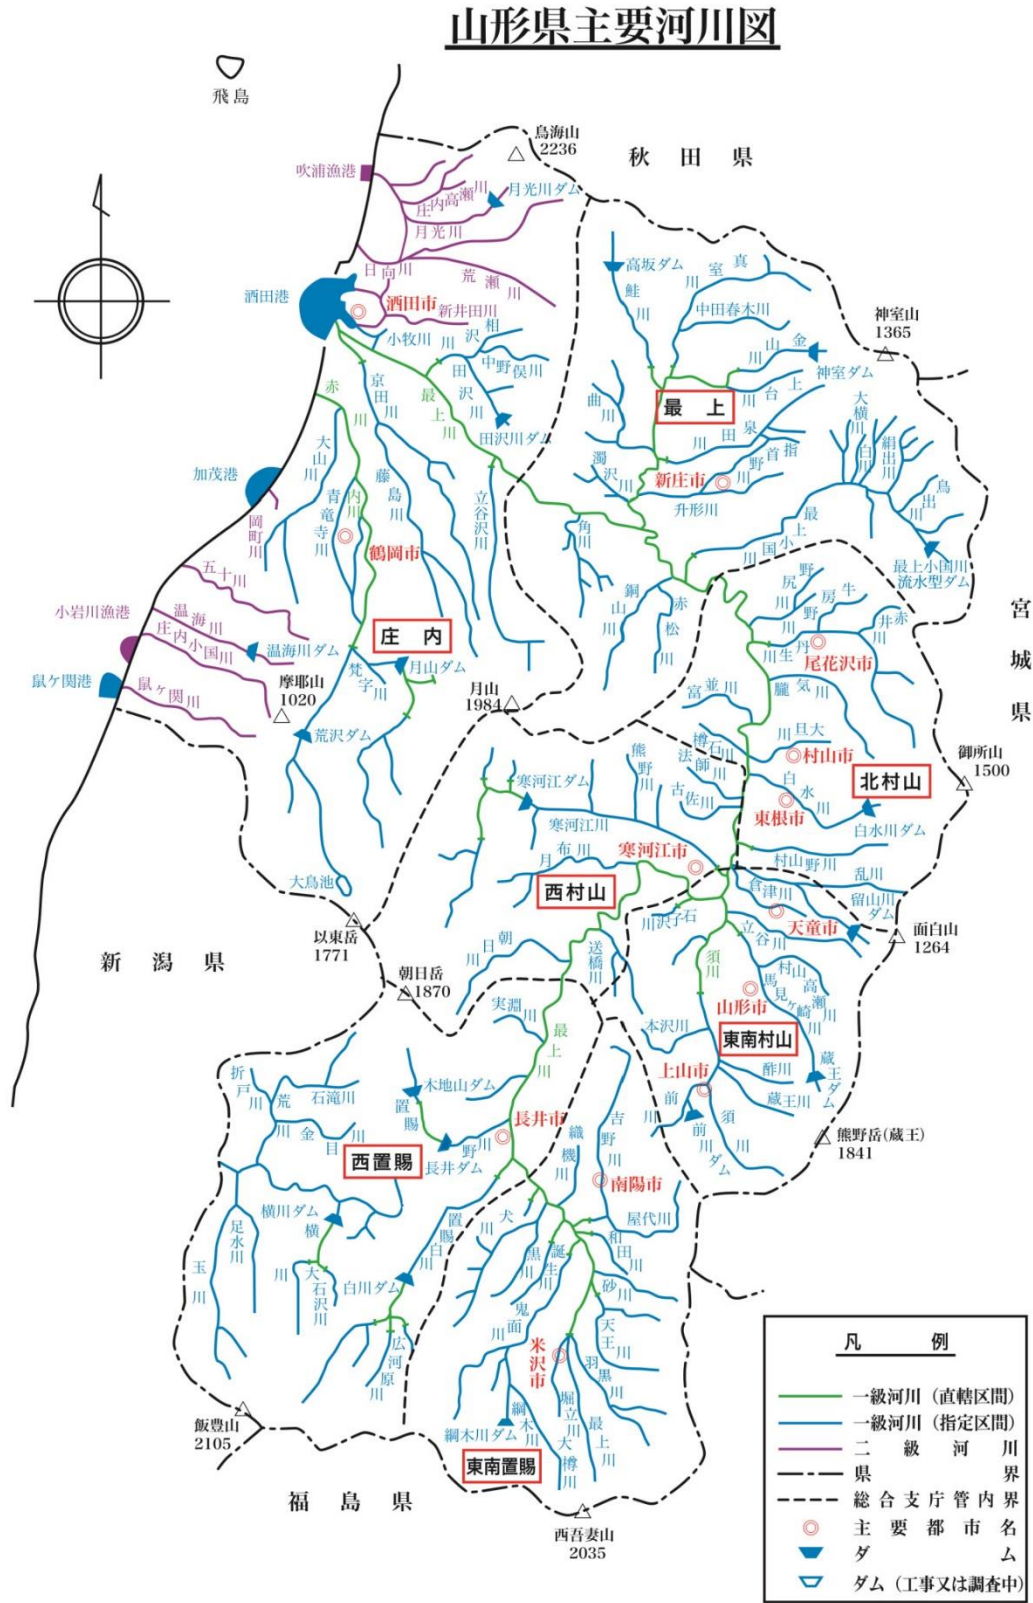 山形県主要河川図
飛島
鳥海山
2236
秋田県
吹浦漁港
庄内高瀬川
月光川ダム
月光川
日向川
荒瀬川
酒田港
酒田市
新井田川
小牧川
相沢川
中野俣川
田沢川
田沢川ダム
京田川
最上川
赤川
大山川
青竜寺川
内川
藤島川
立谷沢川
加茂港
岡町川
鶴岡市
五十川
小岩川漁港
温海川
庄内小国川
温海川ダム
鼠ケ関港
鼠ヶ関川
摩耶山
1020
庄内
梵字川
月山ダム
荒沢ダム
大鳥池
月山
1984
高坂ダム
鮭川
真室川
中田春木川
金山川
神室ダム
神室山
1365
最上
上台川
曲川
泉田川
指首野川
濁沢川
新庄市
升形川
大横川
白川
絹出川
鳥出川
最上小国川
最上小国川
流水型ダム
角川
銅山川
赤松川
宮城県
野尻川
牛房野川
赤井川
丹生川
尾花沢市
朧気川
富並川
大旦川
村山市
樽石川
法師川
古佐川
白水川
東根市
北村山
白水川ダム
御所山
1500
熊野川
寒河江ダム
寒河江川
月布川
寒河江市
西村山
村山野川
乱川
倉津川
留山川ダム
天童市
面白山
1264
石子沢川
立谷川
須川
送橋川
朝日川
以東岳
1771
新潟県
朝日岳
1870
村山高瀬川
馬見ヶ崎川
山形市
東南村山
本沢川
上山市
酢川
蔵王川
蔵王ダム
前川
前川ダム
須川
熊野岳(蔵王)
1841
実淵川
最上川
折戸川
荒川
石滝川
金目川
木地山ダム
置賜野川
長井市
長井ダム
西置賜
横川ダム
横川
足水川
玉川
大石沢川
白川ダム
置賜白川
広河原川
吉野川
織機川
南陽市
屋代川
和田川
砂川
天王川
犬川
黒川
誕生川
鬼面川
米沢市
羽黒川
堀立川
最上川
大樽川
綱木川
綱木川ダム
東南置賜
飯豊山
2105
福島県
西吾妻山
2035
凡例
一級河川（直轄区間）
一級河川（指定区間）
二級河川
県界
総合支庁管内界
主要都市名
ダム
ダム（工事又は調査中）